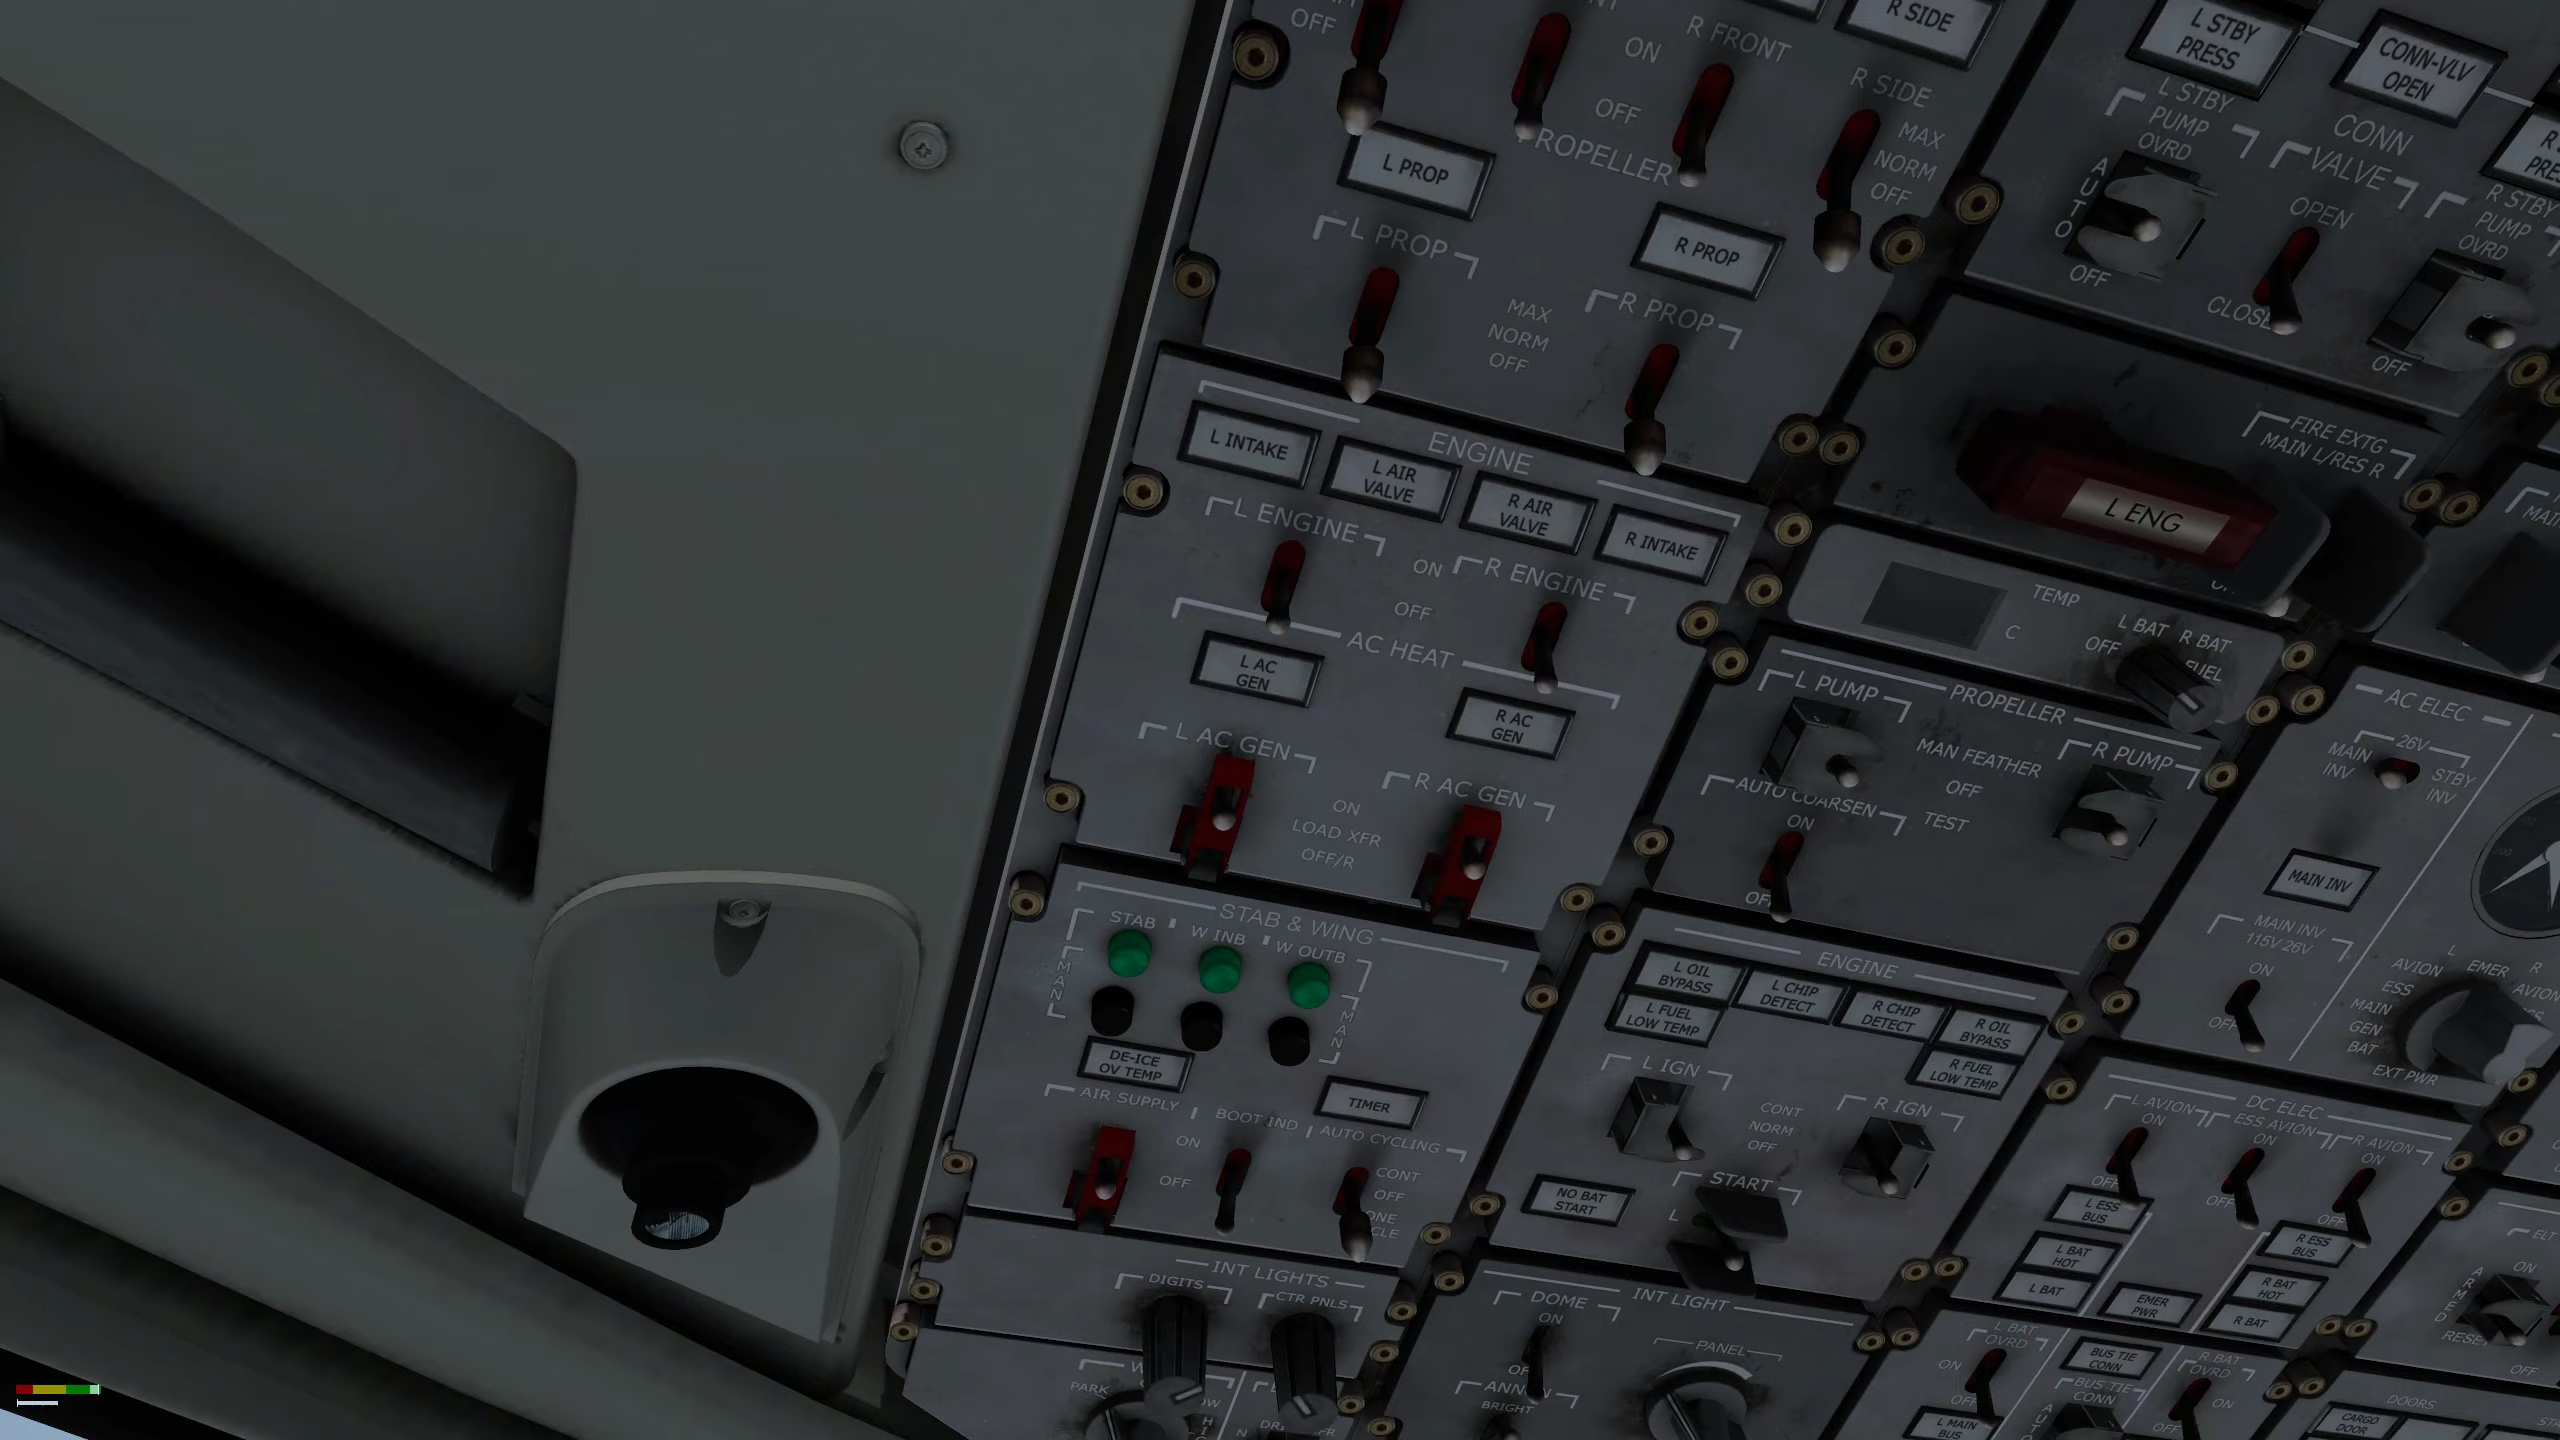 OFF
ON
R FRONT
OFF
R SIDE
R SIDE
MAX
NORM
OFF
PROPELLER
L PROP
R PROP
L PROP
R PROP
MAX
NORM
OFF
L STBY
PRESS
CONN-VLV
OPEN
L STBY
PUMP
OVRD
AUTO
OFF
CONN
VALVE
OPEN
R STBY
PUMP
OVRD
OFF
ENGINE
L INTAKE
L AIR
VALVE
R AIR
VALVE
R INTAKE
L ENGINE
ON
R ENGINE
OFF
AC HEAT
L AC
GEN
R AC
GEN
L AC GEN
R AC GEN
ON
LOAD XFR
OFF/R
FIRE EXTG
MAIN L/RES R
L ENG
TEMP
C
L BAT
R BAT
OFF
FUEL
PROPELLER
L PUMP
R PUMP
MAN FEATHER
OFF
TEST
AUTO COARSEN
ON
AC ELEC
26V
MAIN
INV
STBY
INV
MAIN INV
MAIN INV
115V 26V
ON
OFF
L EMER R
AVION
ESS
MAIN
GEN
BAT
EXT PWR
STAB & WING
STAB
W INB
W OUTB
MAN
MAN
DE-ICE
OV TEMP
TIMER
AIR SUPPLY
BOOT IND
AUTO CYCLING
ON
OFF
CONT
OFF
ENGINE
L OIL
BYPASS
L FUEL
LOW TEMP
L CHIP
DETECT
R CHIP
DETECT
R OIL
BYPASS
R FUEL
LOW TEMP
L IGN
R IGN
CONT
NORM
OFF
NO BAT
START
START
L
DC ELEC
L AVION
ON
ESS AVION
ON
R AVION
ON
OFF
OFF
OFF
L ESS
BUS
R ESS
BUS
L BAT
HOT
R BAT
HOT
L BAT
EMER
PWR
R BAT
ON
ARMED
RESET
OFF
INT LIGHTS
DIGITS
CTR PNLS
PARK
INT LIGHT
DOME
ON
PANEL
BRIGHT
L BAT
OVRD
ON
BUS TIE
CONN
BUS TIE
CONN
R BAT
OVRD
ON
OFF
L MAIN
BUS
DOORS
CARGO
DOOR